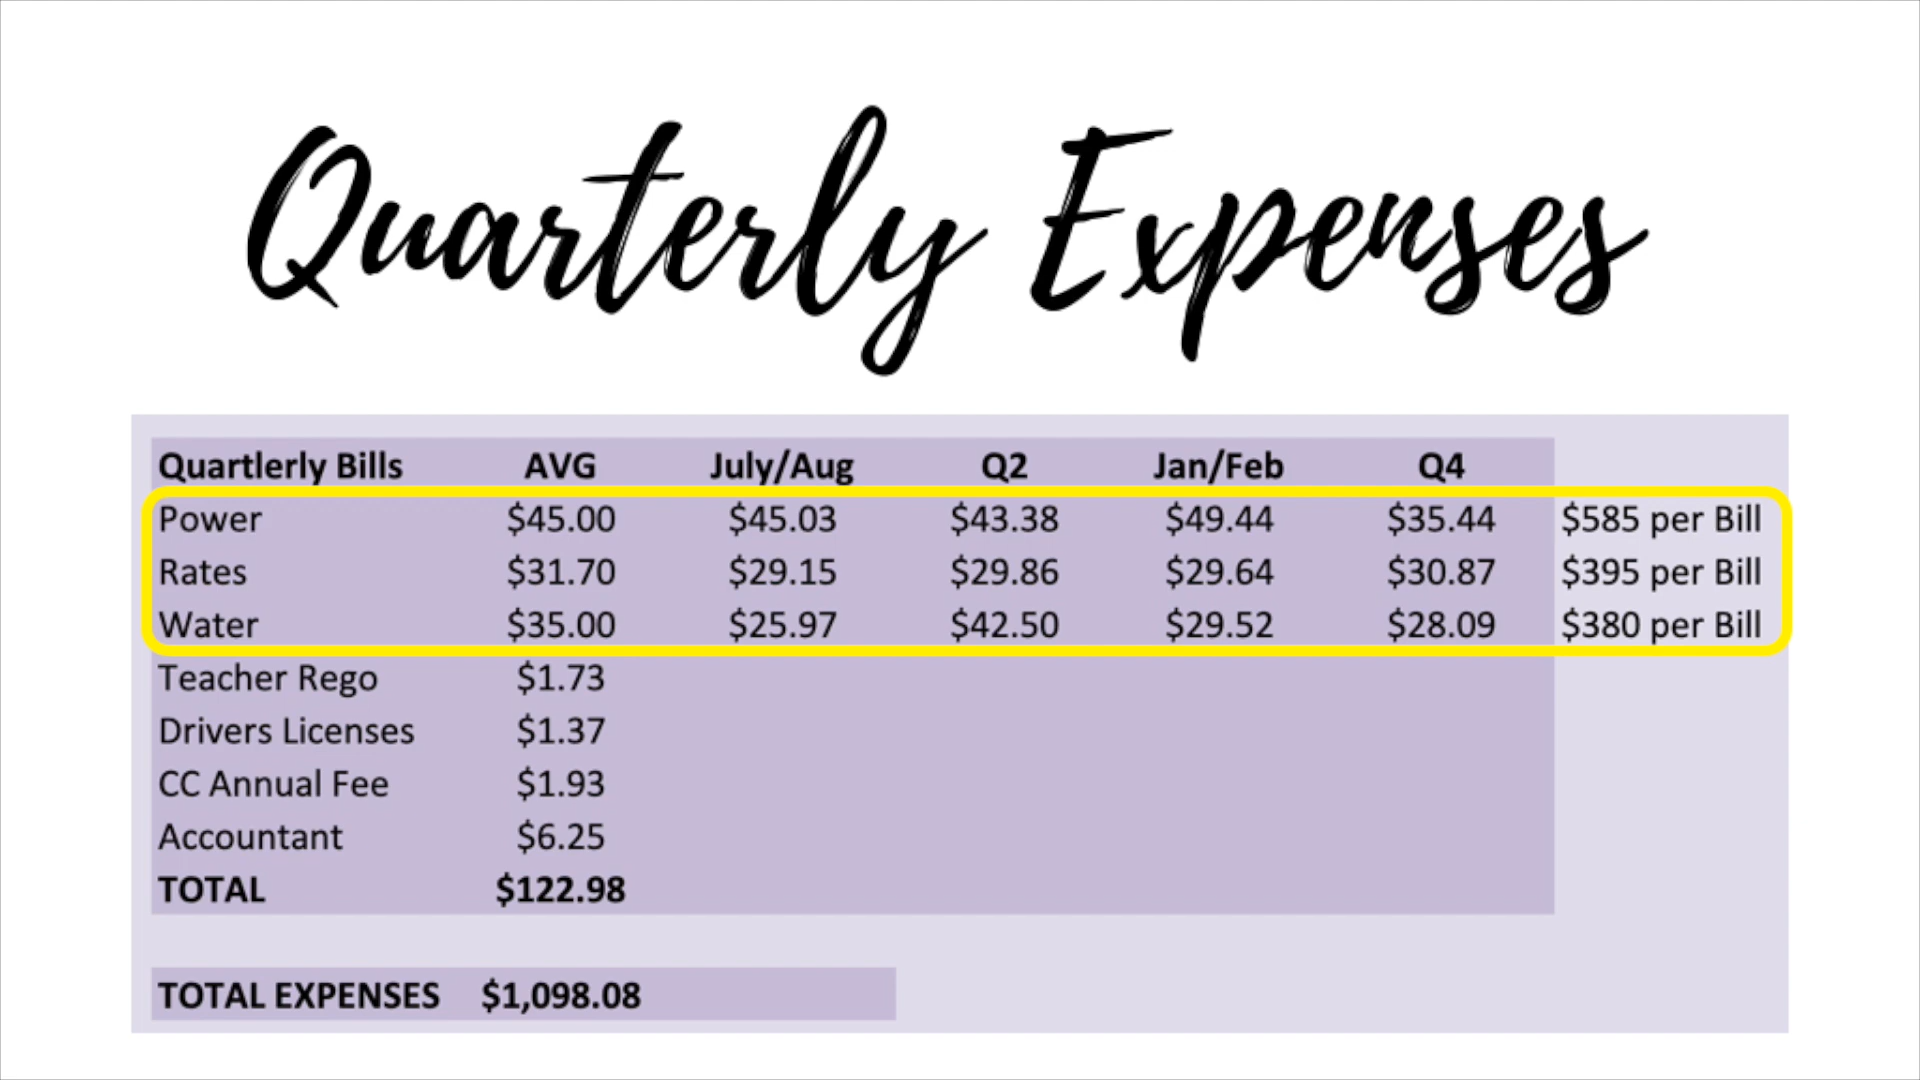 Quarterly Expenses
Quartlerly Bills AVG July/Aug Q2 Jan/Feb Q4
Power $45.00 $45.03 $43.38 $49.44 $35.44 $585 per Bill
Rates $31.70 $29.15 $29.86 $29.64 $30.87 $395 per Bill
Water $35.00 $25.97 $42.50 $29.52 $28.09 $380 per Bill
Teacher Rego $1.73
Drivers Licenses $1.37
CC Annual Fee $1.93
Accountant $6.25
TOTAL $122.98
TOTAL EXPENSES $1,098.08